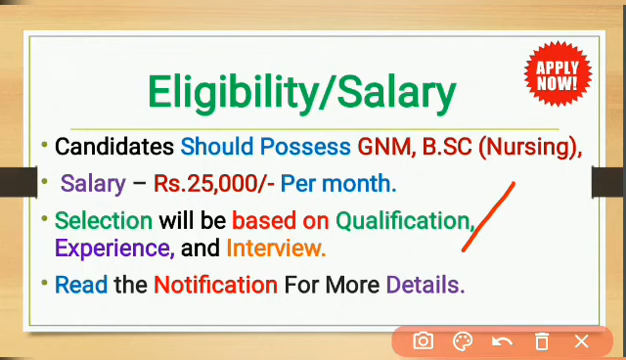 APPLY
NOW!
Eligibility/Salary
• Candidates Should Possess GNM, B.SC (Nursing),
• Salary – Rs.25,000/- Per month.
• Selection will be based on Qualification,
Experience, and Interview.
• Read the Notification For More Details.